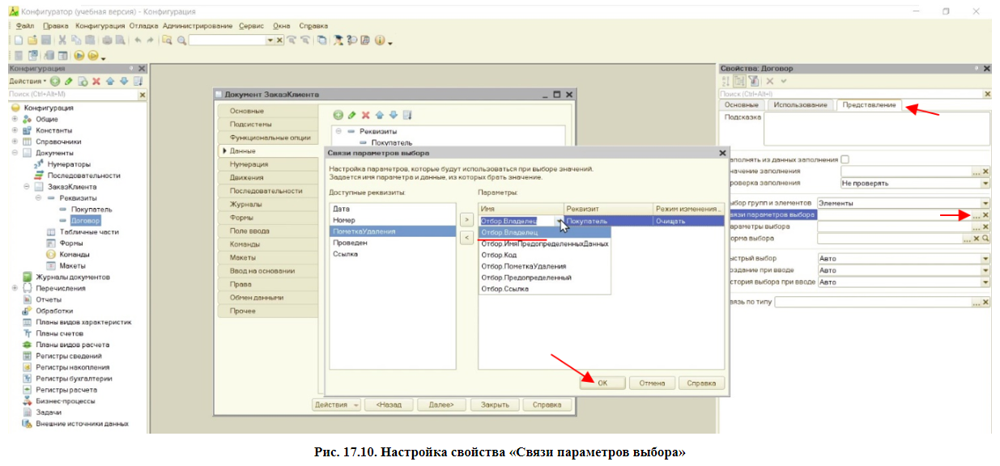 Конфигуратор (учебная версия) - Конфигурация
Файл Правка Конфигурация Отладка Администрирование Сервис Окна Справка
Конфигурация
Действия
Поиск (Ctrl+Alt+M)
Конфигурация
Общие
Константы
Справочники
Документы
Нумераторы
Последовательности
ЗаказКлиента
Реквизиты
Покупатель
Договор
Табличные части
Формы
Команды
Макеты
Журналы документов
Перечисления
Отчеты
Обработки
Планы видов характеристик
Планы счетов
Планы видов расчета
Регистры сведений
Регистры накопления
Регистры бухгалтерии
Регистры расчета
Бизнес-процессы
Задачи
Внешние источники данных
Документ ЗаказКлиента
Основные
Подсистемы
Функциональные опции
Данные
Нумерация
Движения
Последовательности
Журналы
Формы
Поле ввода
Команды
Макеты
Ввод на основании
Права
Обмен данными
Прочее
Реквизиты
Покупатель
Действия <Назад Далее> Закрыть Справка
Связи параметров выбора
Настройка параметров, которые будут использоваться при выборе значений.
Задается имя параметра и данные, из которых брать значение.
Доступные реквизиты:
Дата
Номер
ПометкаУдаления
Проведен
Ссылка
>
<
Параметры:
Имя Реквизит Режим изменения...
Отбор.Владелец Покупатель Очищать
Отбор.Владелец
Отбор.ИмяПредопределенныхДанных
Отбор.Код
Отбор.ПометкаУдаления
Отбор.Предопределенный
Отбор.Ссылка
ОК Отмена Справка
Свойства: Договор
Поиск (Ctrl+Alt+I)
Основные Использование Представление
Подсказка
аполнять из данных заполнения
начение заполнения
роверка заполнения Не проверять
ыбор групп и элементов Элементы
вязи параметров выбора
араметры выбора
орма выбора
ыстрый выбор Авто
оздание при вводе Авто
стория выбора при вводе Авто
вязь по типу
Рис. 17.10. Настройка свойства «Связи параметров выбора»